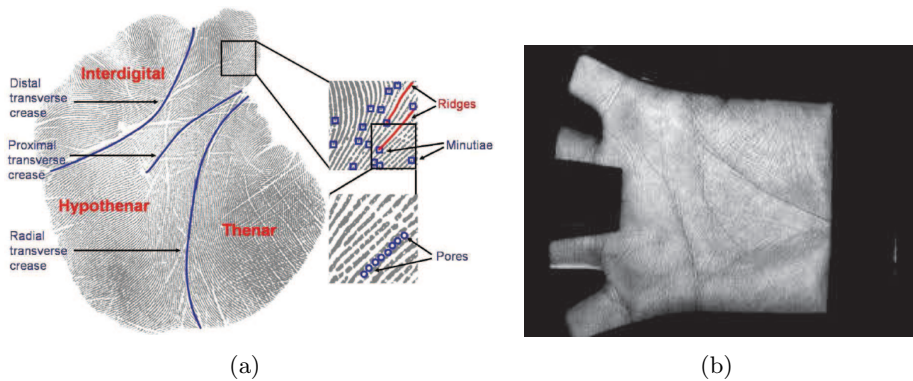 Interdigital
Distal
transverse
crease
Ridges
Minutiae
Proximal
transverse
crease
Hypothenar
Thenar
Radial
transverse
crease
Pores
(a)
(b)